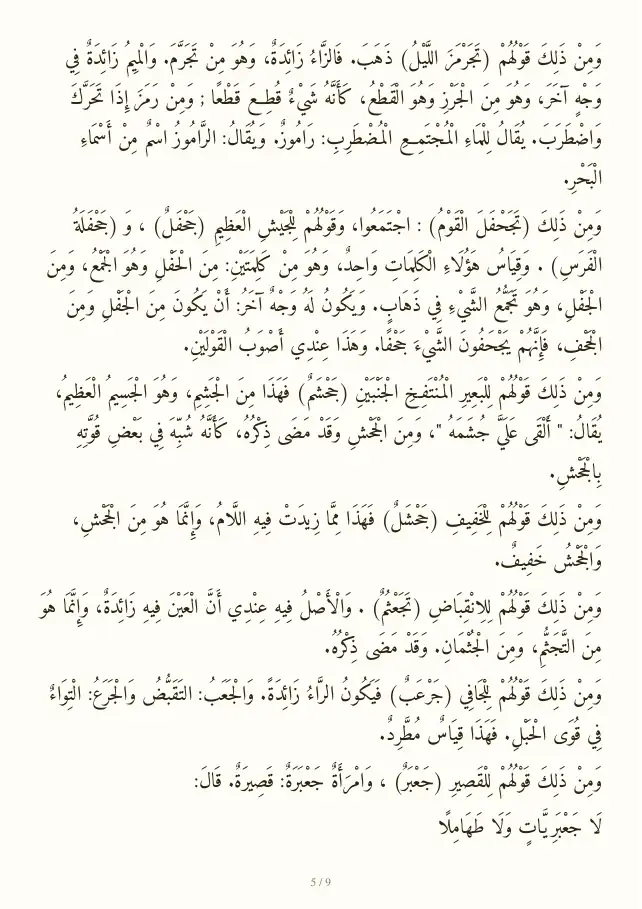 وَمِنْ ذَلِكَ قَوْلُهُمْ (تَجَرْمَزَ اللَّيْلُ) ذَهَبَ. فَالزَّاءُ زَائِدَةٌ، وَهُوَ مِنْ تَجَرَّمَ. وَالْمِيمُ زَائِدَةٌ فِي
وَجْهٍ آخَرَ، وَهُوَ مِنَ الْجَرْزِ وَهُوَ الْقَطْعُ، كَأَنَّهُ شَيْءٌ قُطِعَ قَطْعًا ; وَمِنْ رَمَزَ إِذَا تَحَرَّكَ
وَاضْطَرَبَ. يُقَالُ لِلْمَاءِ الْمُجْتَمِعِ الْمُضْطَرِبِ: رَامُوزٌ. وَيُقَالُ: الرَّامُوزُ اسْمٌ مِنْ أَسْمَاءِ
الْبَحْرِ.
وَمِنْ ذَلِكَ (تَجَحْفَلَ الْقَوْمُ) : اجْتَمَعُوا، وَقَوْلُهُمْ لِلْجَيْشِ الْعَظِيمِ (جَحْفَلٌ) ، وَ (جَحْفَلَةُ
الْفَرَسِ) . وَقِيَاسُ هَؤُلَاءِ الْكَلِمَاتِ وَاحِدٌ، وَهُوَ مِنْ كَلِمَتَيْنِ: مِنَ الْحَفْلِ وَهُوَ الْجَمْعُ، وَمِنَ
الْجَفْلِ، وَهُوَ تَجَمُّعُ الشَّيْءِ فِي ذَهَابٍ. وَيَكُونُ لَهُ وَجْهٌ آخَرُ: أَنْ يَكُونَ مِنَ الْجَفْلِ وَمِنَ
الْجَحْفِ، فَإِنَّهُمْ يَجْحَفُونَ الشَّيْءَ جَحْفًا. وَهَذَا عِنْدِي أَصْوَبُ الْقَوْلَيْنِ.
وَمِنْ ذَلِكَ قَوْلُهُمْ لِلْبَعِيرِ الْمُنْتَفِخِ الْجَنْبَيْنِ (جَحْشَمٌ) فَهَذَا مِنَ الْجَشِمِ، وَهُوَ الْجَسِيمُ الْعَظِيمُ،
يُقَالُ: " أَلْقَى عَلَيَّ جُشَمَهُ "، وَمِنَ الْجَحْشِ وَقَدْ مَضَى ذِكْرُهُ، كَأَنَّهُ شُبِّهَ فِي بَعْضِ قُوَّتِهِ
بِالْجَحْشِ.
وَمِنْ ذَلِكَ قَوْلُهُمْ لِلْخَفِيفِ (جَحْشَلٌ) فَهَذَا مِمَّا زِيدَتْ فِيهِ اللَّامُ، وَإِنَّمَا هُوَ مِنَ الْجَحْشِ،
وَالْجَحْشُ خَفِيفٌ.
وَمِنْ ذَلِكَ قَوْلُهُمْ لِلِانْقِبَاضِ (تَجَعْثُمٌ) . وَالْأَصْلُ فِيهِ عِنْدِي أَنَّ الْعَيْنَ فِيهِ زَائِدَةٌ، وَإِنَّمَا هُوَ
مِنَ التَّجَثُّمِ، وَمِنَ الْجُثْمَانِ. وَقَدْ مَضَى ذِكْرُهُ.
وَمِنْ ذَلِكَ قَوْلُهُمْ لِلْجَافِي (جَرْعَبٌ) فَيَكُونُ الرَّاءُ زَائِدَةً. وَالْجَعَبُ: التَقَبُّضُ وَالْجَرَعُ: الْتِوَاءٌ
فِي قُوَى الْحَبْلِ. فَهَذَا قِيَاسٌ مُطَّرِدٌ.
وَمِنْ ذَلِكَ قَوْلُهُمْ لِلْقَصِيرِ (جَعْبَرٌ) ، وَامْرَأَةٌ جَعْبَرَةٌ: قَصِيرَةٌ. قَالَ:
لَا جَعْبَرِيَّاتٍ وَلَا طَهَامِلًا
5 / 9